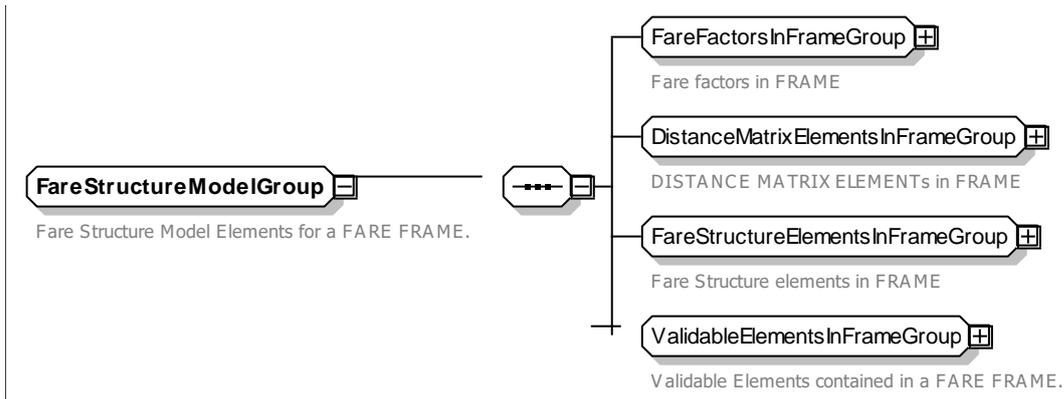 FareFactorsInFrameGroup
Fare factors in FRAME
DistanceMatrixElementsInFrameGroup
DISTANCE MATRIX ELEMENTs in FRAME
FareStructureModelGroup
Fare Structure Model Elements for a FARE FRAME.
FareStructureElementsInFrameGroup
Fare Structure elements in FRAME
ValidableElementsInFrameGroup
Validable Elements contained in a FARE FRAME.